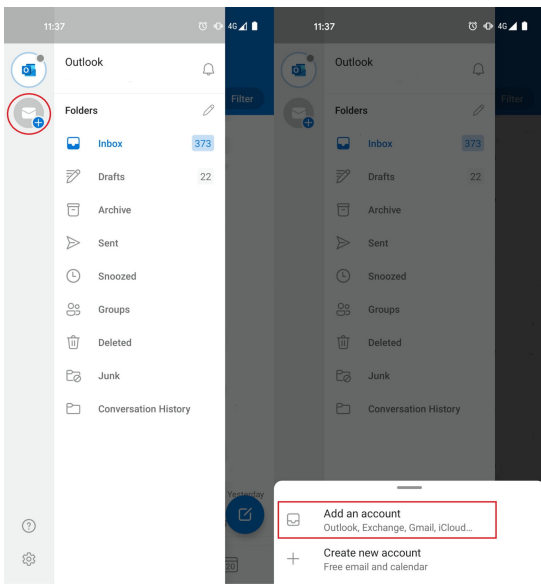 11:37
4G
Outlook
Filter
Folders
Inbox 373
Drafts 22
Archive
Sent
Snoozed
Groups
Deleted
Junk
Conversation History
Yesterday
20
11:37
4G
Outlook
Filter
Folders
Inbox 373
Drafts 22
Archive
Sent
Snoozed
Groups
Deleted
Junk
Conversation History
Add an account
Outlook, Exchange, Gmail, iCloud...
Create new account
Free email and calendar